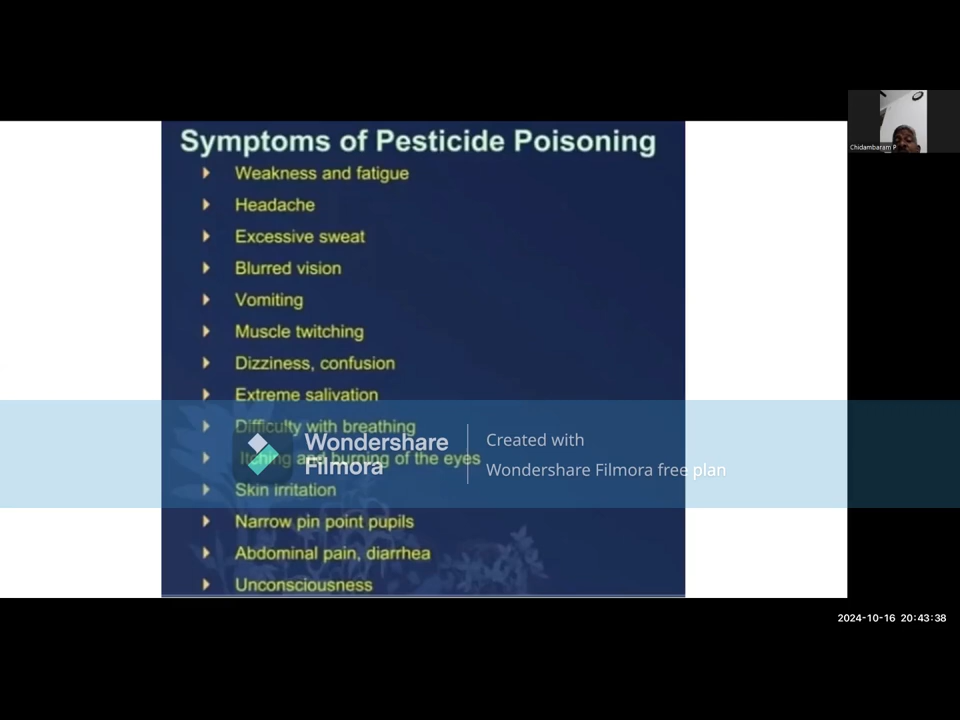 Symptoms of Pesticide Poisoning
Weakness and fatigue
Headache
Excessive sweat
Blurred vision
Vomiting
Muscle twitching
Dizziness, confusion
Extreme salivation
Difficulty with breathing
Itching and burning of the eyes
Skin irritation
Narrow pin point pupils
Abdominal pain, diarrhea
Unconsciousness
Wondershare
Filmora
Created with
Wondershare Filmora free plan
Chidambaram P
2024-10-16 20:43:38